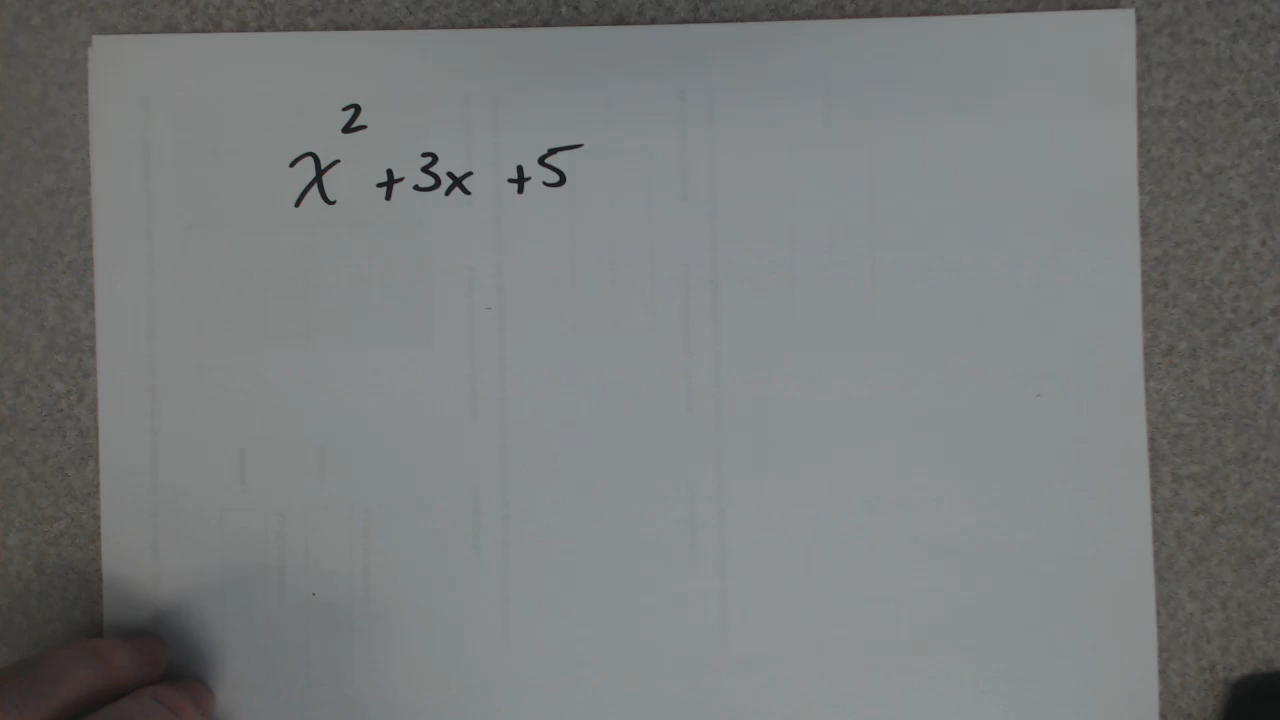 x² + 3x + 5